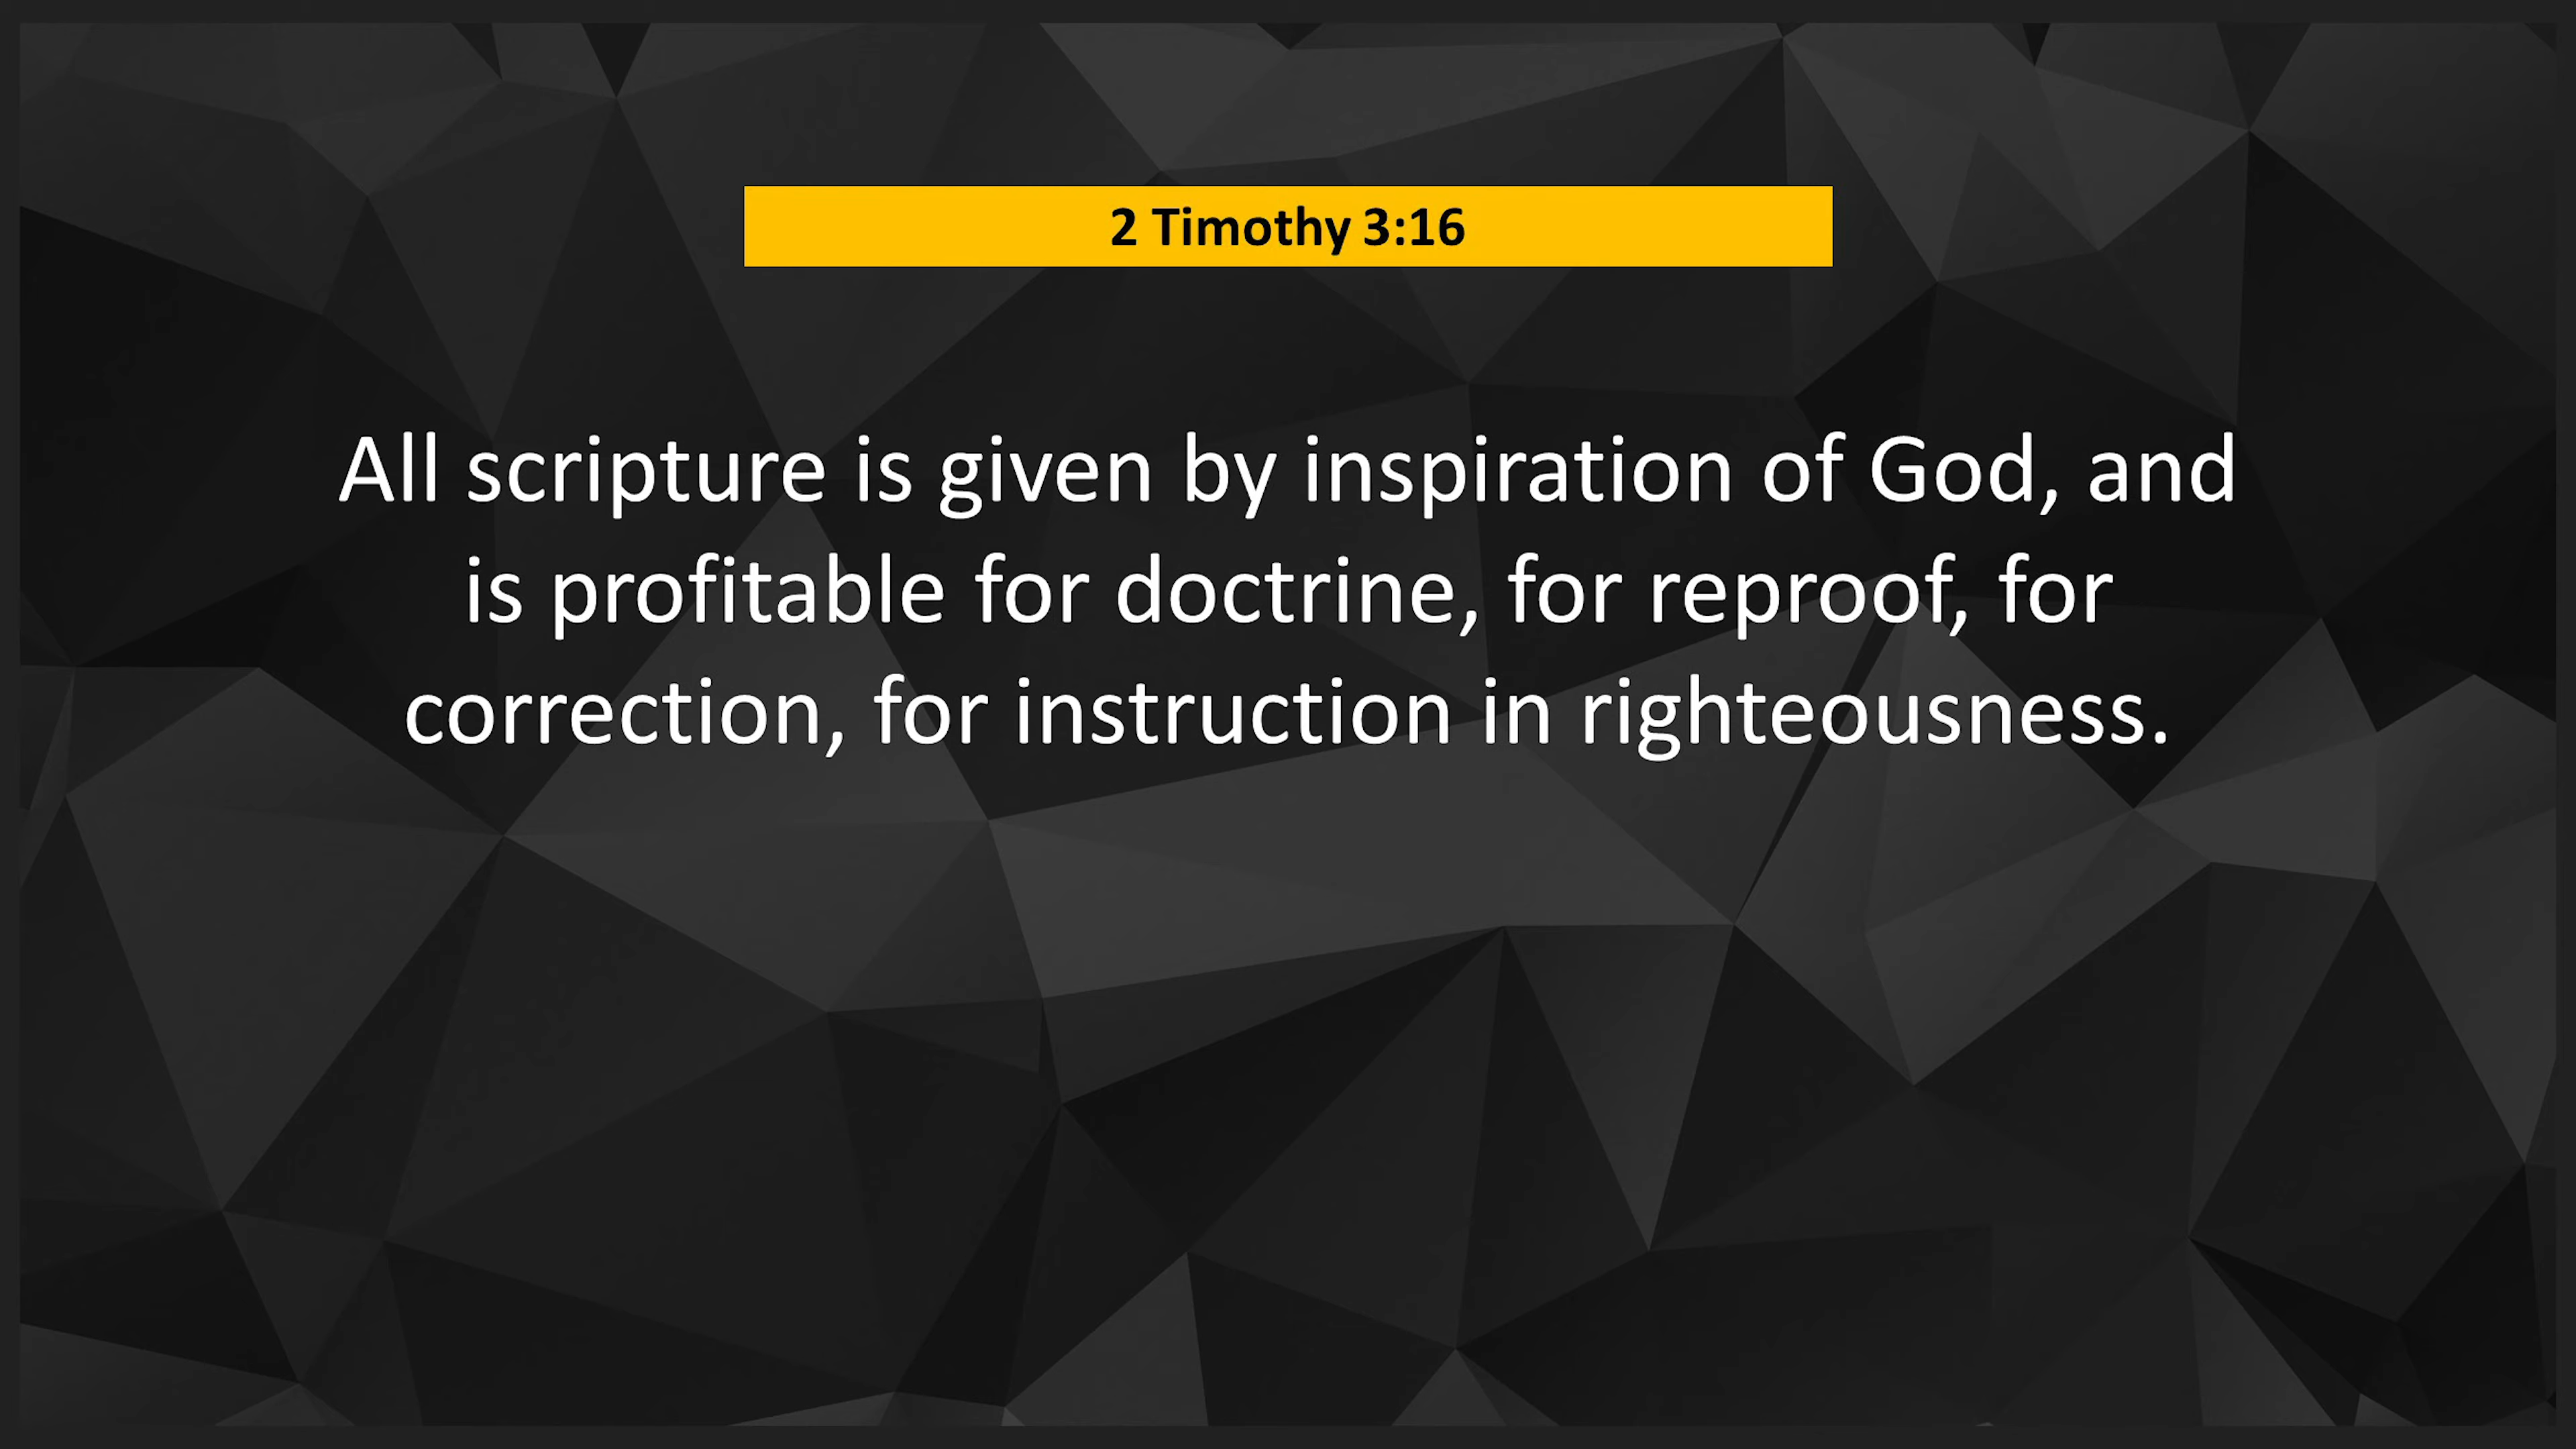 2 Timothy 3:16
All scripture is given by inspiration of God, and
is profitable for doctrine, for reproof, for
correction, for instruction in righteousness.